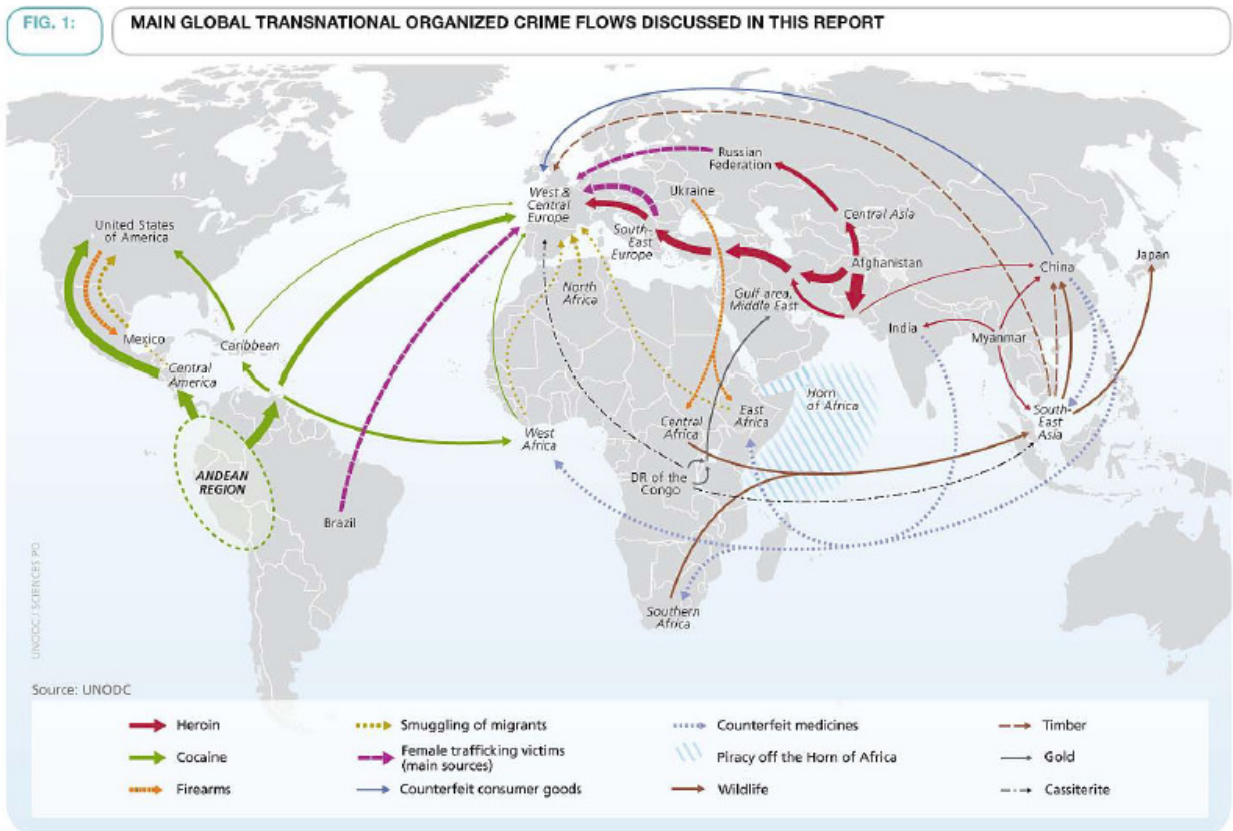 FIG. 1:
MAIN GLOBAL TRANSNATIONAL ORGANIZED CRIME FLOWS DISCUSSED IN THIS REPORT
Russian
Federation
West &
Central
Europe
Ukraine
United States
of America
South-
East
Europe
Central Asia
Afghanistan
China
Japan
North
Africa
Gulf area,
Middle East
Mexico
Caribbean
India
Myanmar
Central
America
Horn
of Africa
Central
Africa
East
Africa
South-
East
Asia
West
Africa
ANDEAN
REGION
DR of the
Congo
Brazil
Southern
Africa
UNODC / SCIENCES PO
Source: UNODC
Heroin
Smuggling of migrants
Counterfeit medicines
Timber
Cocaine
Female trafficking victims
(main sources)
Piracy off the Horn of Africa
Gold
Firearms
Counterfeit consumer goods
Wildlife
Cassiterite